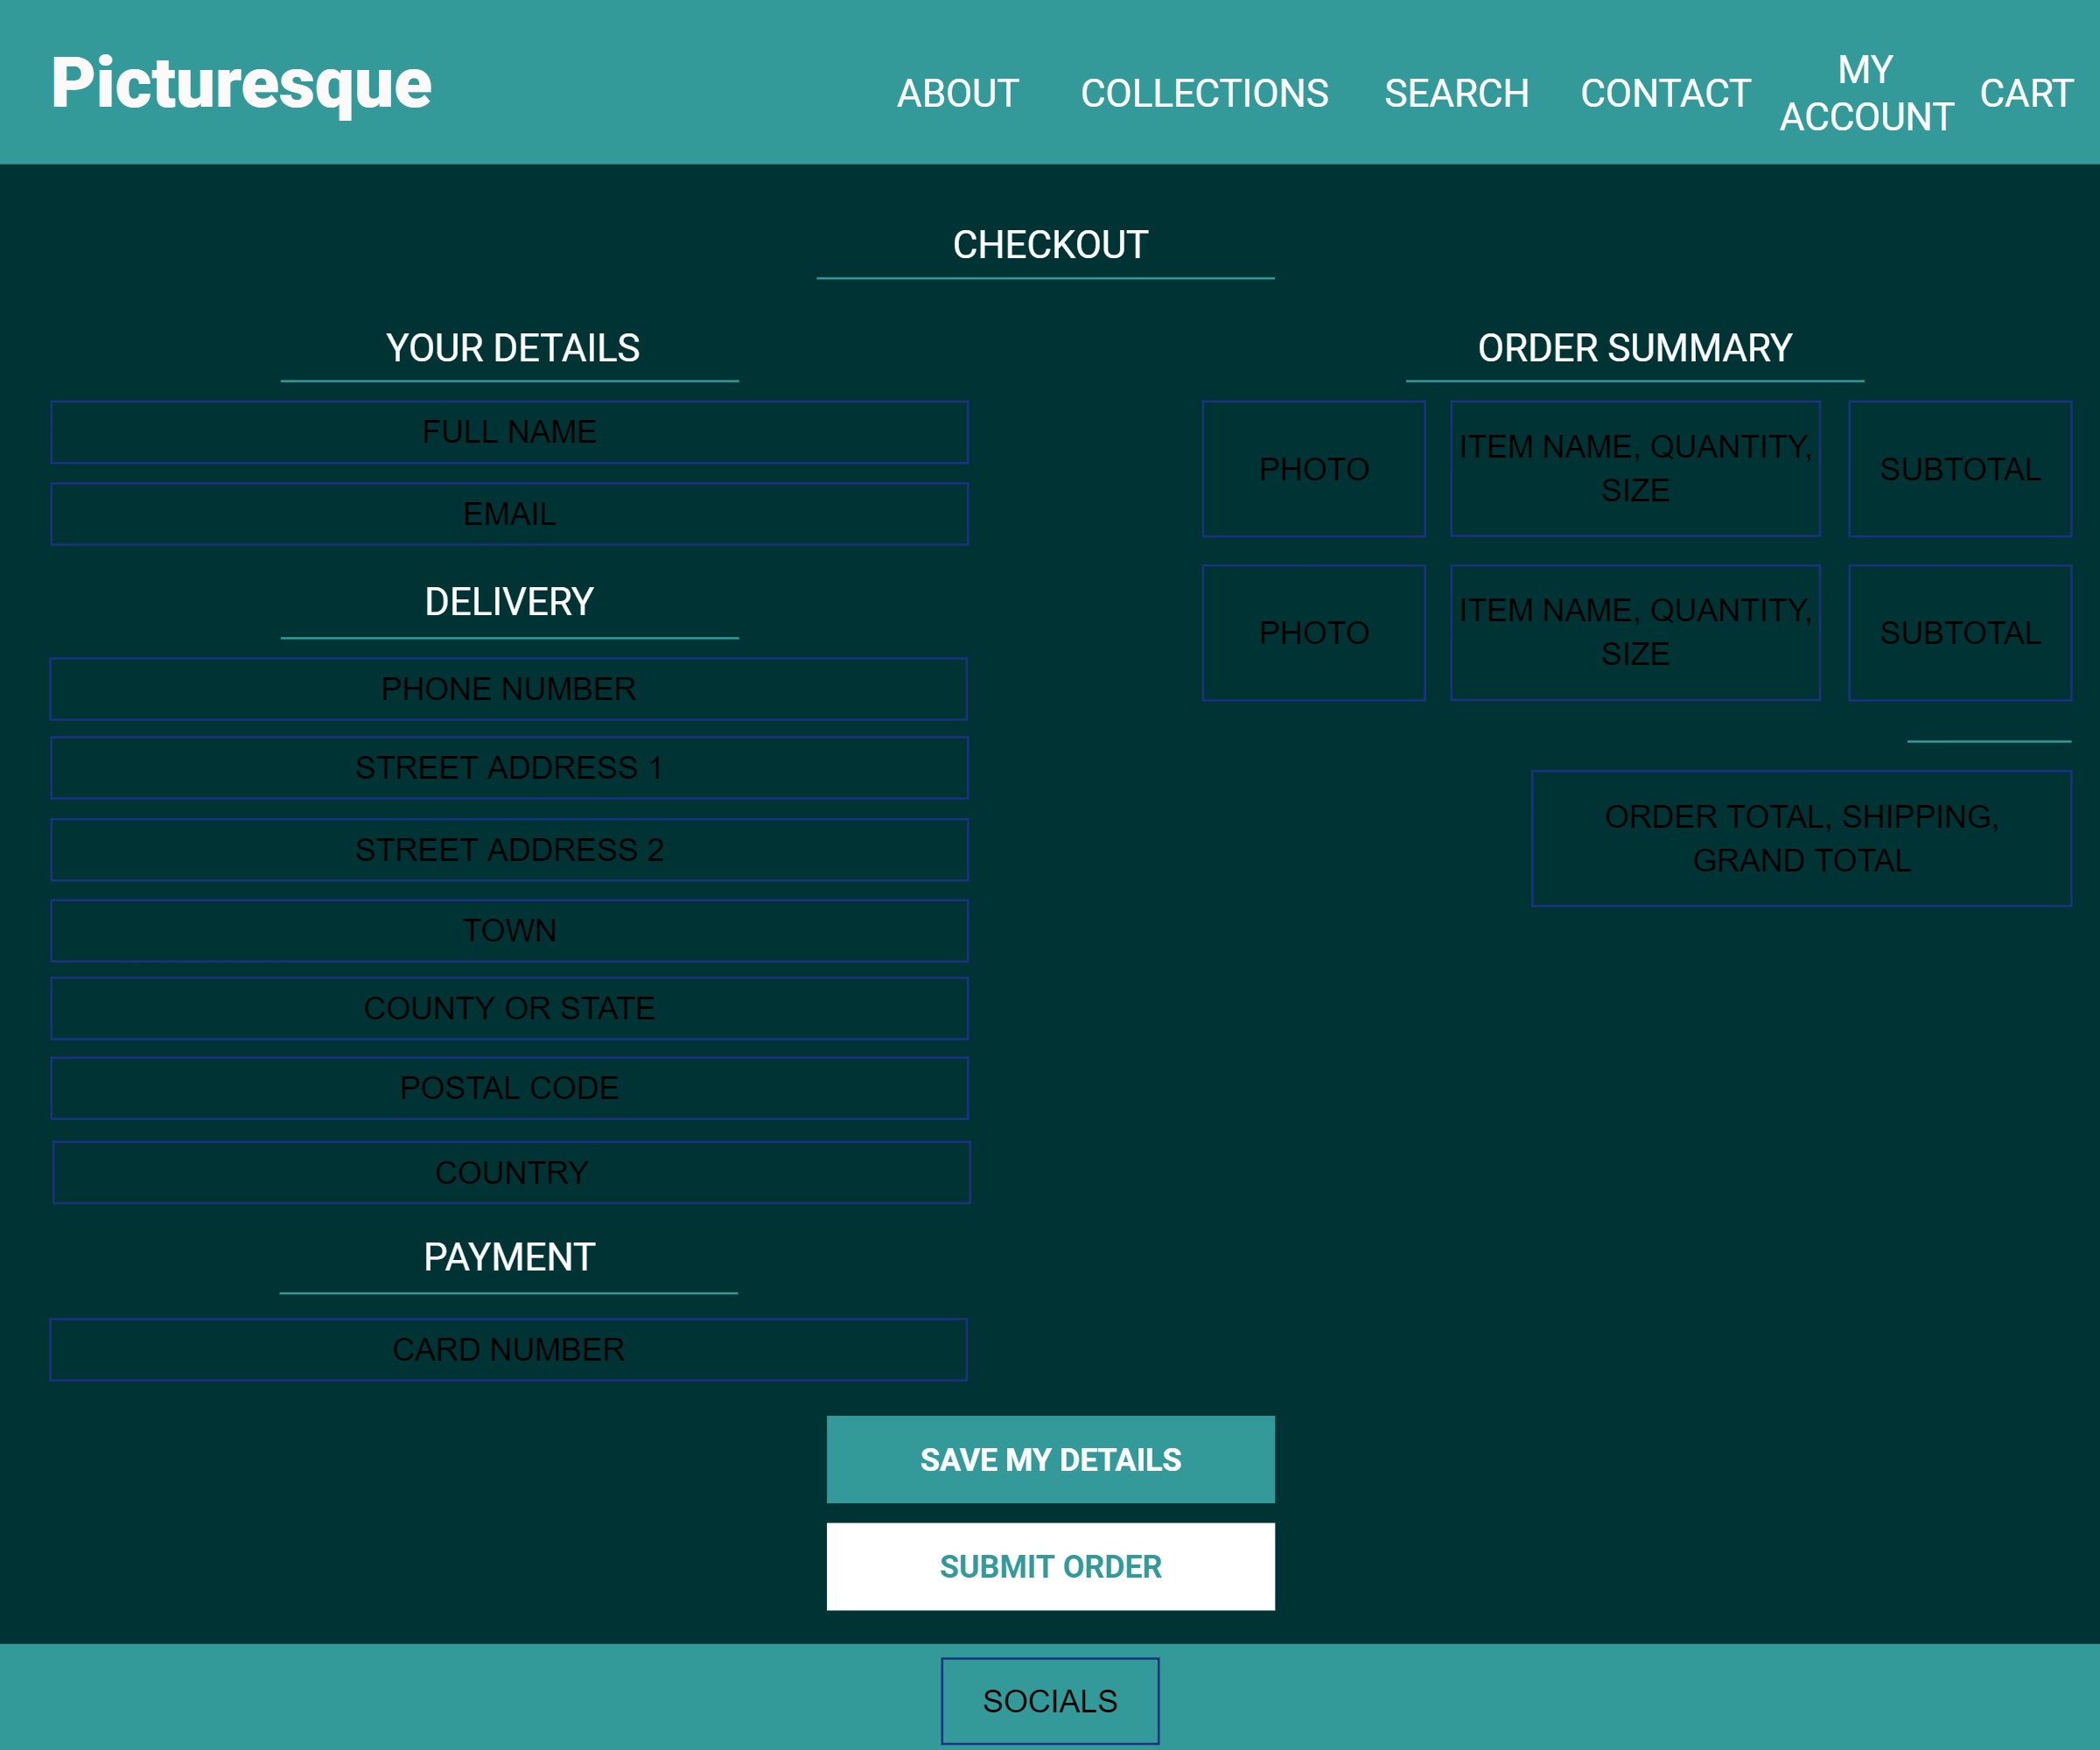 Picturesque
ABOUT
COLLECTIONS
SEARCH
CONTACT
MY
ACCOUNT
CART
CHECKOUT
YOUR DETAILS
FULL NAME
EMAIL
DELIVERY
PHONE NUMBER
STREET ADDRESS 1
STREET ADDRESS 2
TOWN
COUNTY OR STATE
POSTAL CODE
COUNTRY
PAYMENT
CARD NUMBER
ORDER SUMMARY
PHOTO
ITEM NAME, QUANTITY,
SIZE
SUBTOTAL
PHOTO
ITEM NAME, QUANTITY,
SIZE
SUBTOTAL
ORDER TOTAL, SHIPPING,
GRAND TOTAL
SAVE MY DETAILS
SUBMIT ORDER
SOCIALS